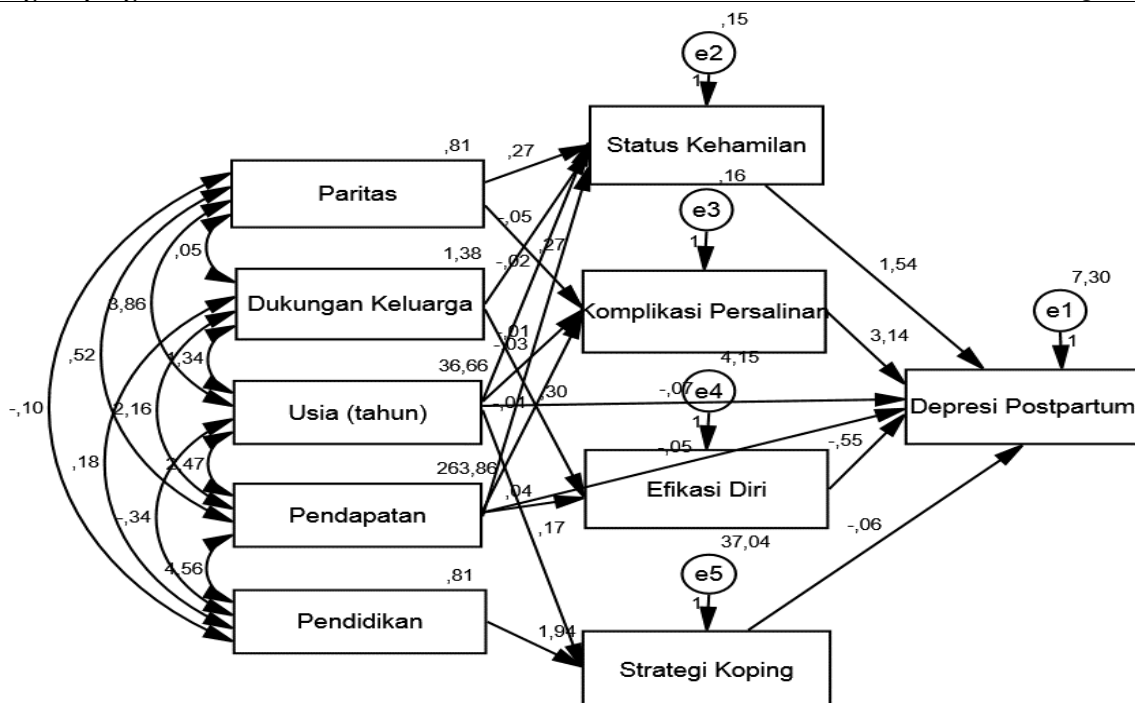 ,15
e2
1
Status Kehamilan
,81
,27
Paritas
,16
e3
-,05
1
,05
1,38
-,02
,27
1,54
Dukungan Keluarga
Komplikasi Persalinan
7,30
e1
1
3,86
,52
1,34
-,01
-,03
3,14
36,66
4,15
e4
-,07
,30
Usia (tahun)
-,10
2,16
-,01
1
Depresi Postpartum
-,05
-,55
2,47
,18
263,86
,04
Efikasi Diri
-,34
Pendapatan
,17
-,06
37,04
4,56
,81
e5
1
Pendidikan
1,94
Strategi Koping